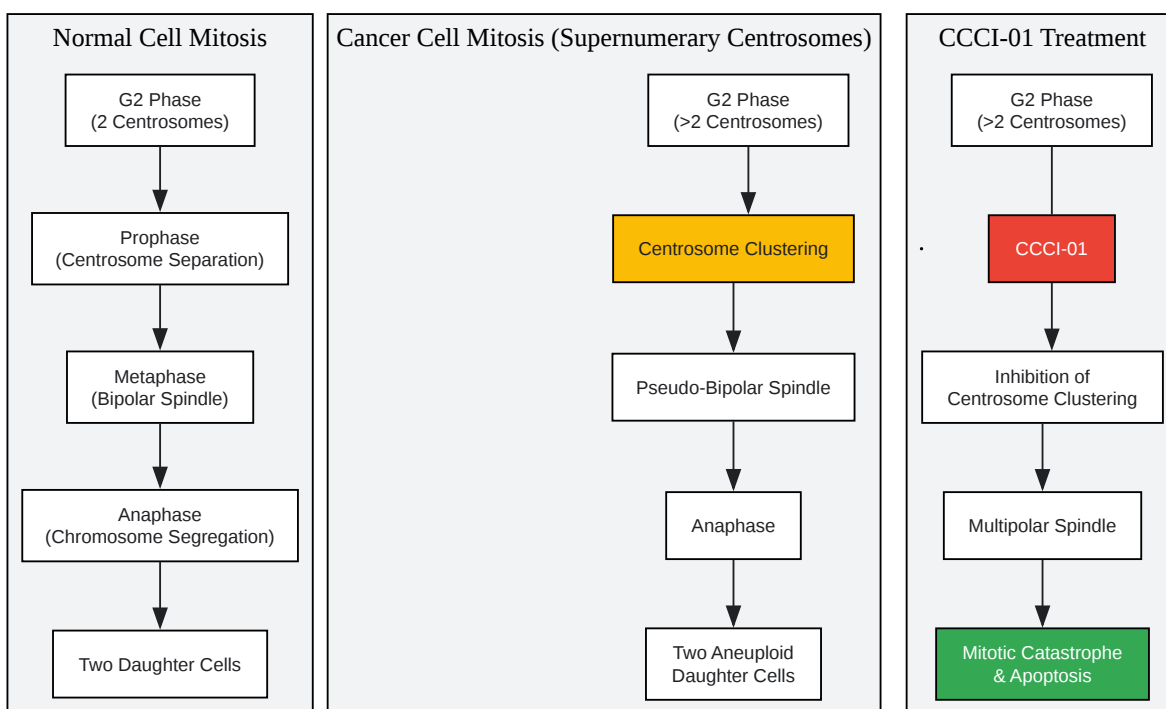 Normal Cell Mitosis
G2 Phase
(2 Centrosomes)
Prophase
(Centrosome Separation)
Metaphase
(Bipolar Spindle)
Anaphase
(Chromosome Segregation)
Two Daughter Cells
Cancer Cell Mitosis (Supernumerary Centrosomes)
G2 Phase
(>2 Centrosomes)
Centrosome Clustering
Pseudo-Bipolar Spindle
Anaphase
Two Aneuploid
Daughter Cells
CCCI-01 Treatment
G2 Phase
(>2 Centrosomes)
CCCI-01
Inhibition of
Centrosome Clustering
Multipolar Spindle
Mitotic Catastrophe
& Apoptosis